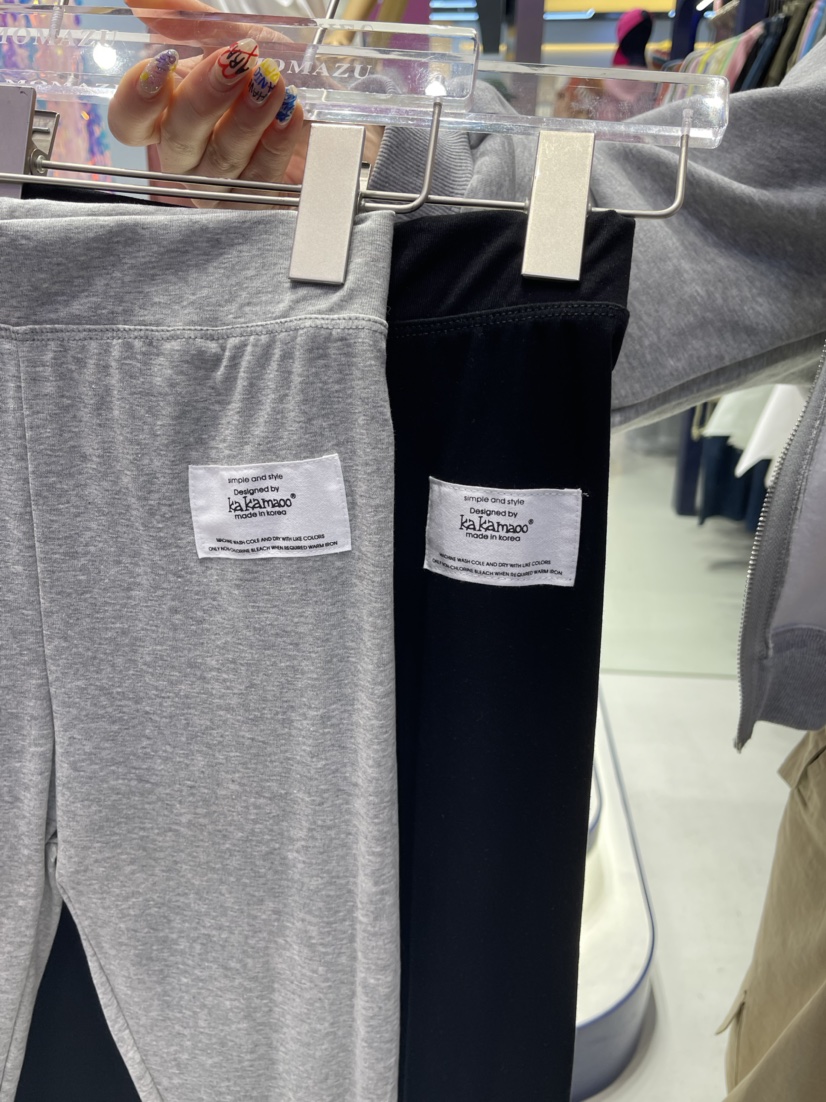 HOMAZU
HOMAZU
simple and style
Designed by
kakamaoo®
made in korea
MACHINE WASH COLE AND DRY WITH LIKE COLORS
ONLY NON-CHLORINE BLEACH WHEN REQUIRED WARM IRON
simple and style
Designed by
kakamaoo®
made in korea
MACHINE WASH COLE AND DRY WITH LIKE COLORS
ONLY NON-CHLORINE BLEACH WHEN REQUIRED WARM IRON